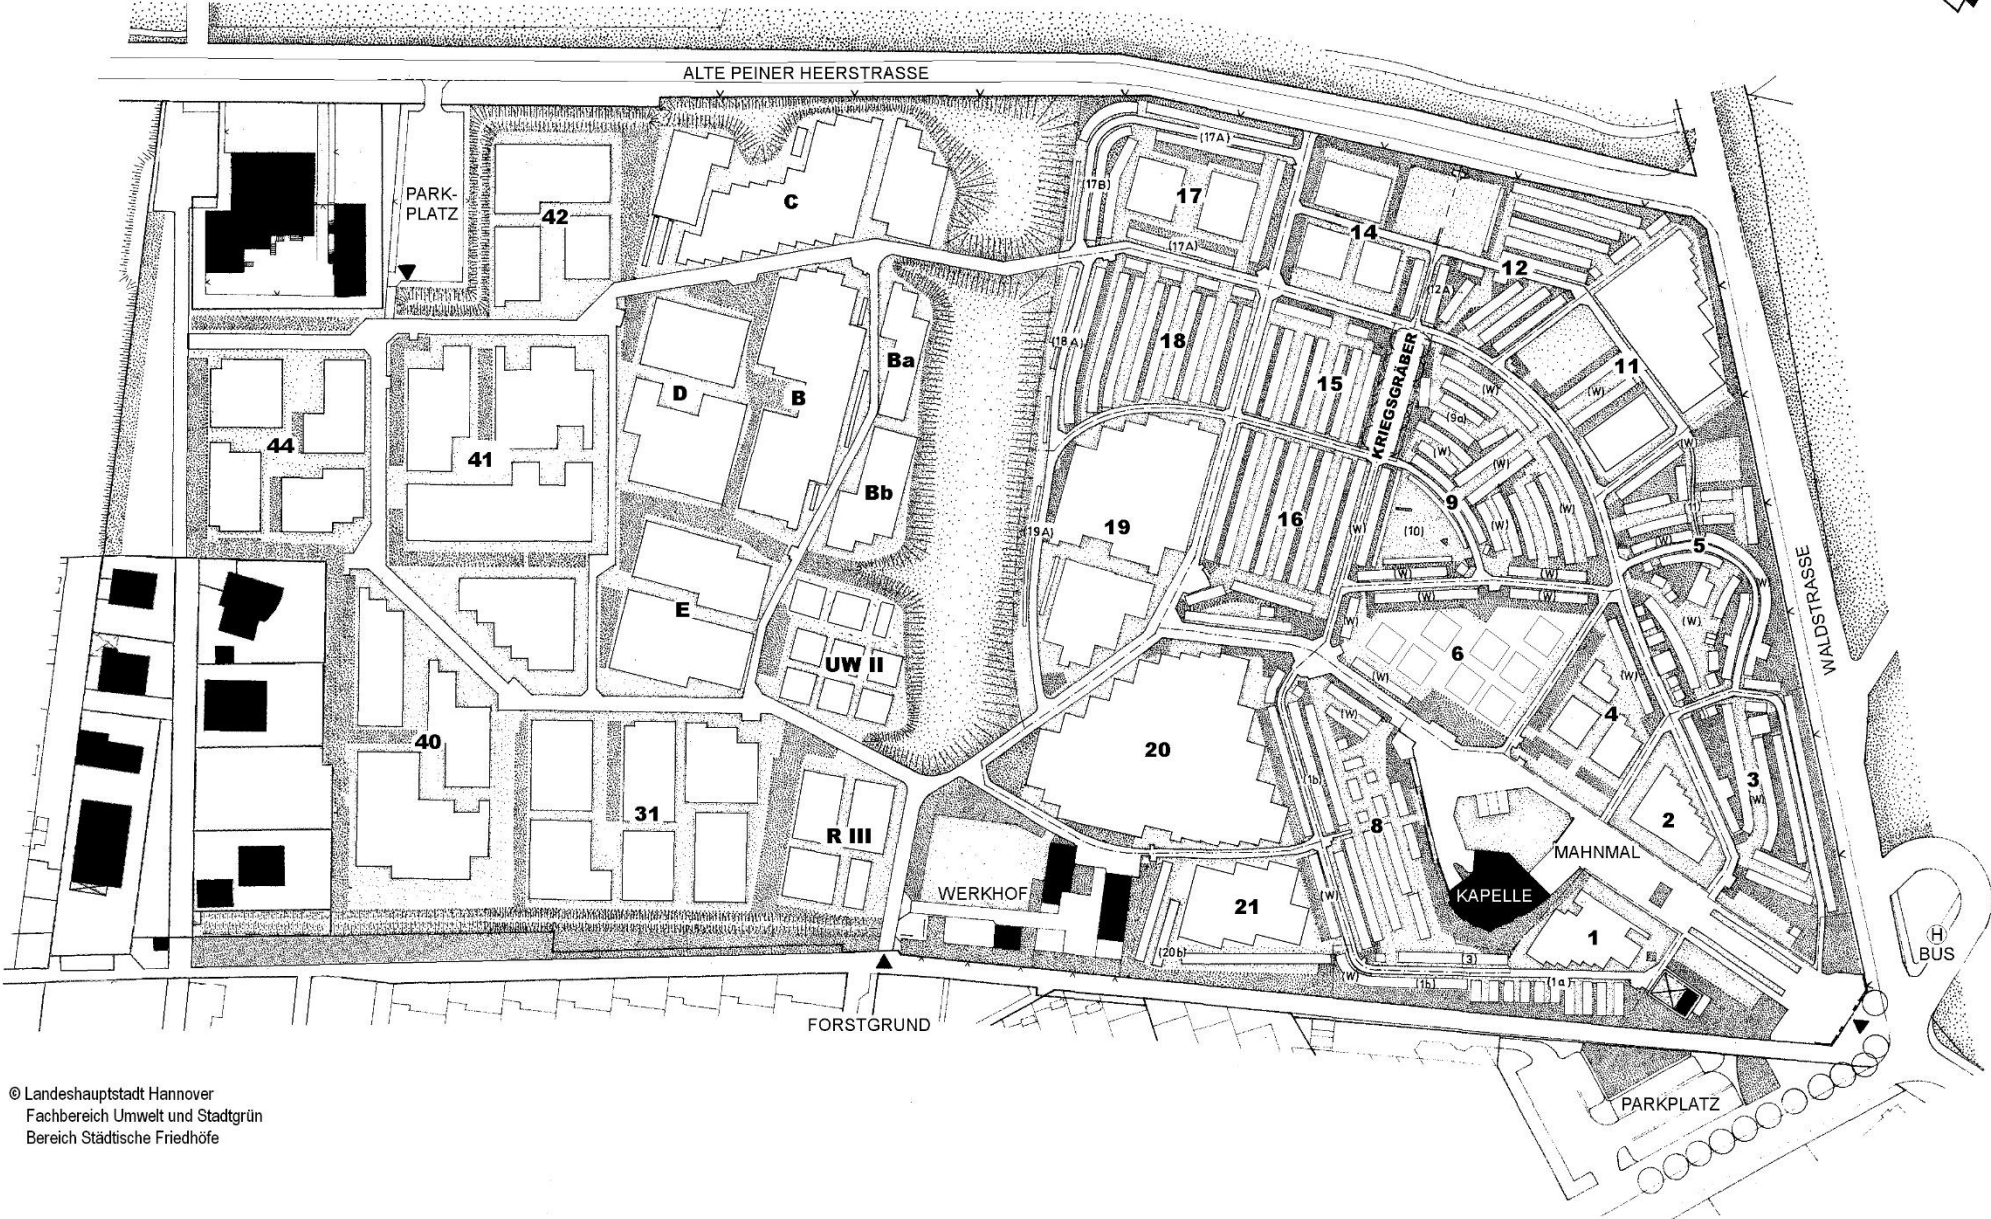 ALTE PEINER HEERSTRASSE
PARK-
PLATZ
42
C
(17A)
17B)
17
(17A)
14
12
(12A)
KRIEGSGRÄBER
44
41
D
B
Ba
Bb
(18A)
18
15
11
(W)
(W)
(9a)
(W)
(W)
(W)
9
(W)
(W)
(W)
(10)
16
19
(19A)
(11)
(W)
5
W
(W)
(W)
(W)
(W)
(W)
(W)
WALDSTRASSE
E
UW II
6
(W)
(W)
4
40
31
R III
20
(W)
(1b)
8
3
(W)
2
MAHNMAL
KAPELLE
WERKHOF
21
(W)
1
(20b)
(3)
(W)
(1b)
(1a)
H
BUS
FORSTGRUND
PARKPLATZ
© Landeshauptstadt Hannover
Fachbereich Umwelt und Stadtgrün
Bereich Städtische Friedhöfe